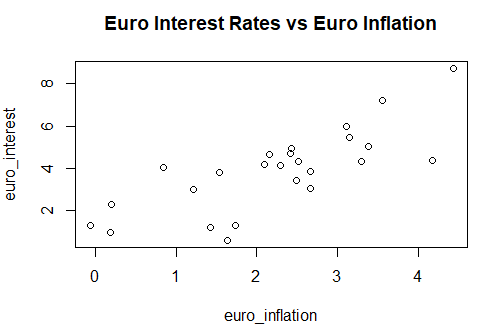 Euro Interest Rates vs Euro Inflation
euro_interest
8
6
4
2
0 1 2 3 4
euro_inflation